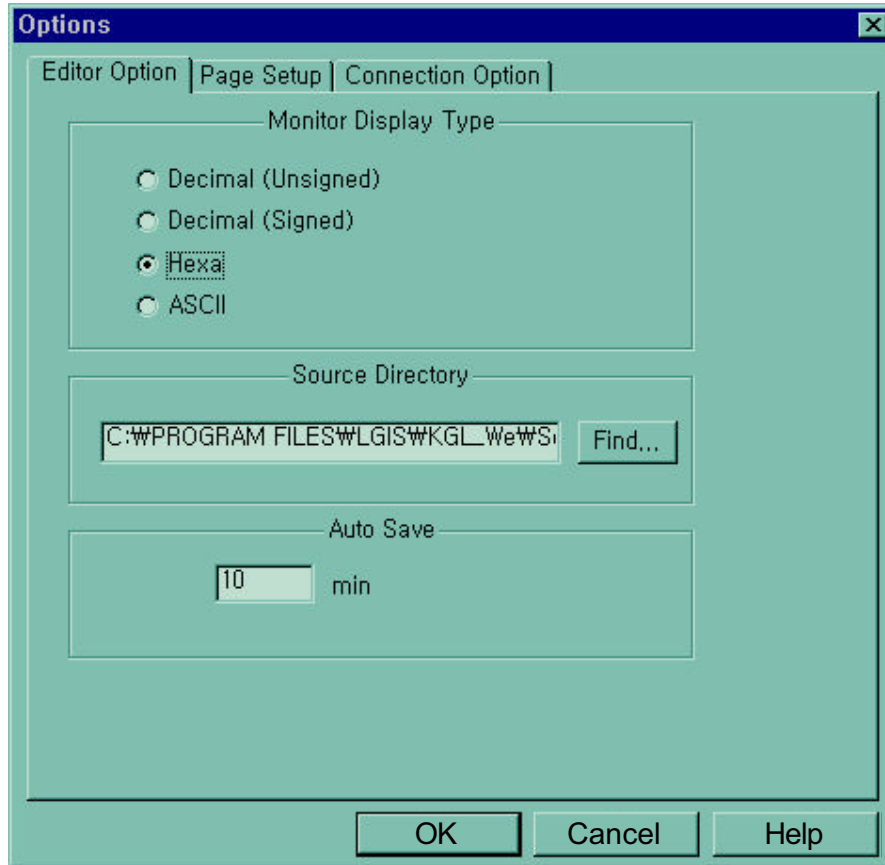 Options
Editor Option Page Setup Connection Option
Monitor Display Type
Decimal (Unsigned)
Decimal (Signed)
Hexa
ASCII
Source Directory
C:₩PROGRAM FILES₩LGIS₩KGL_We₩S
Find...
Auto Save
10 min
OK Cancel Help